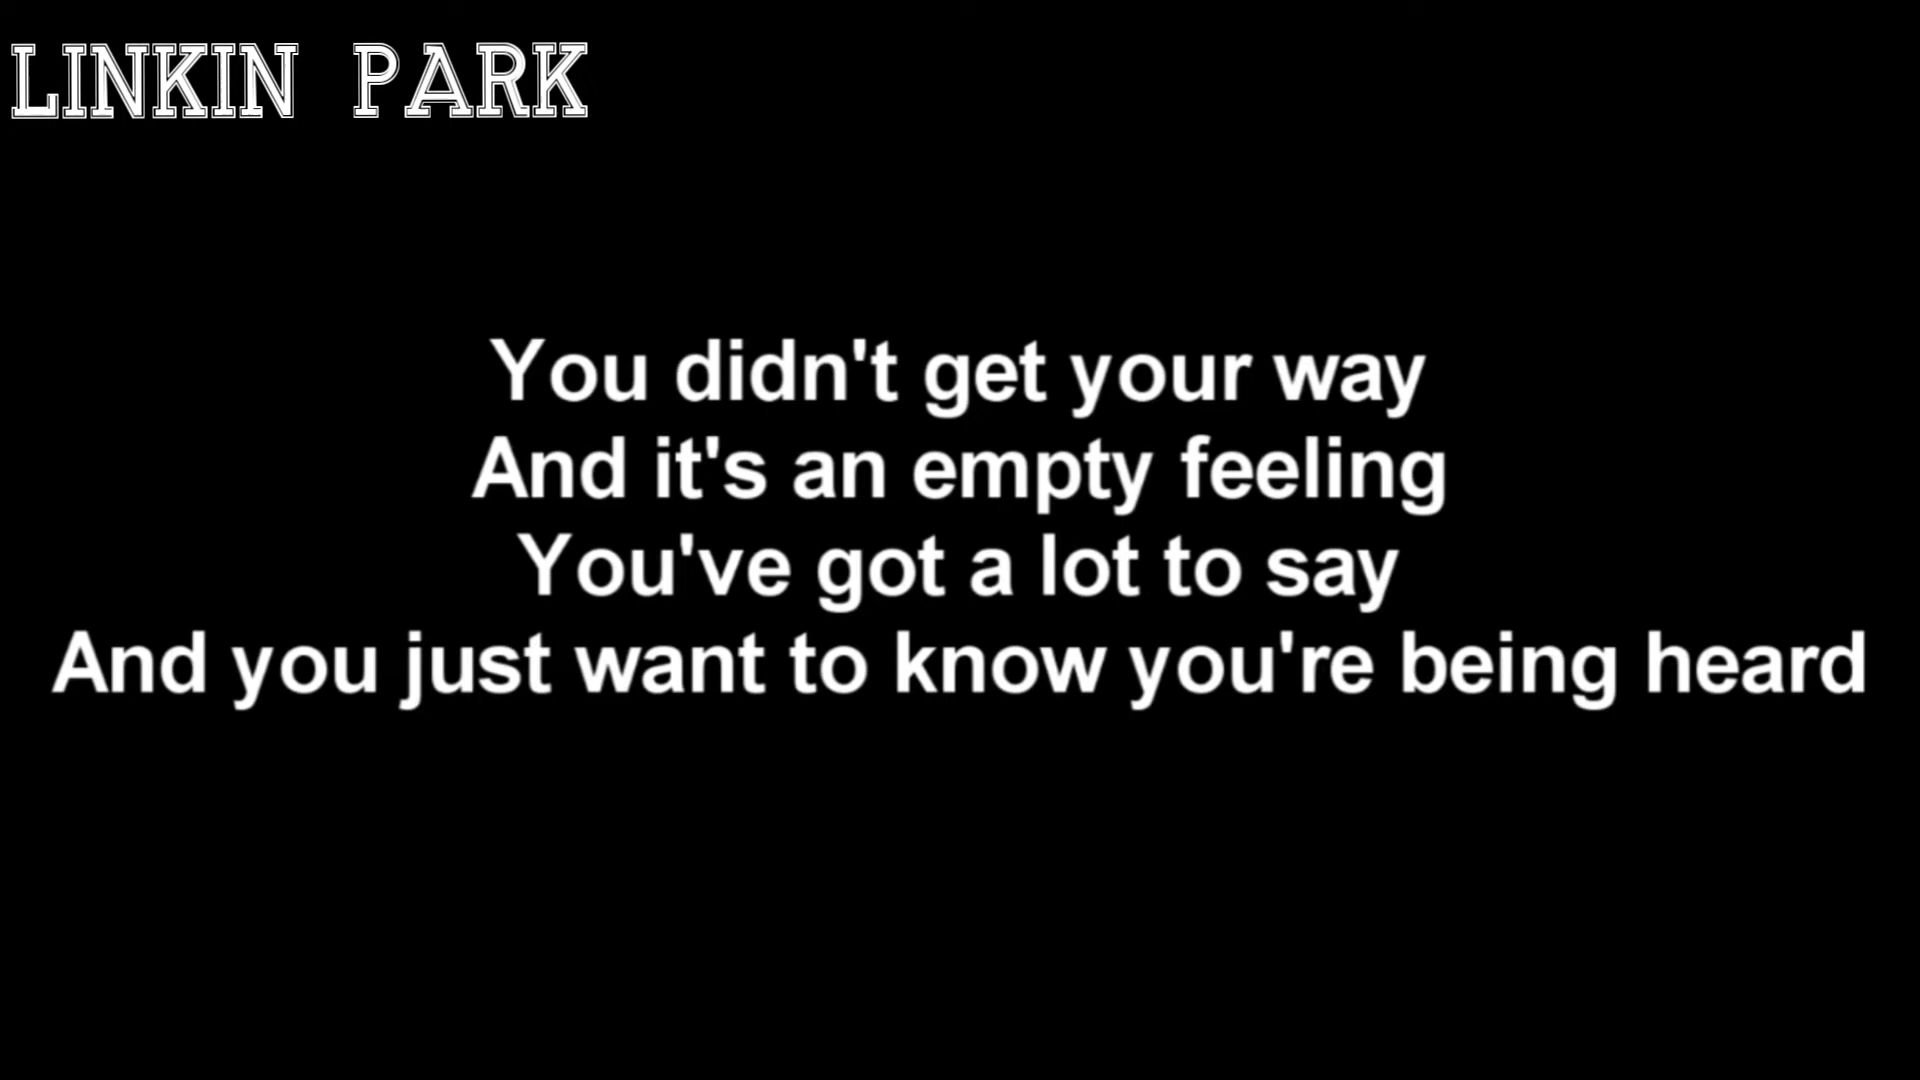 LINKIN PARK
You didn't get your way
And it's an empty feeling
You've got a lot to say
And you just want to know you're being heard